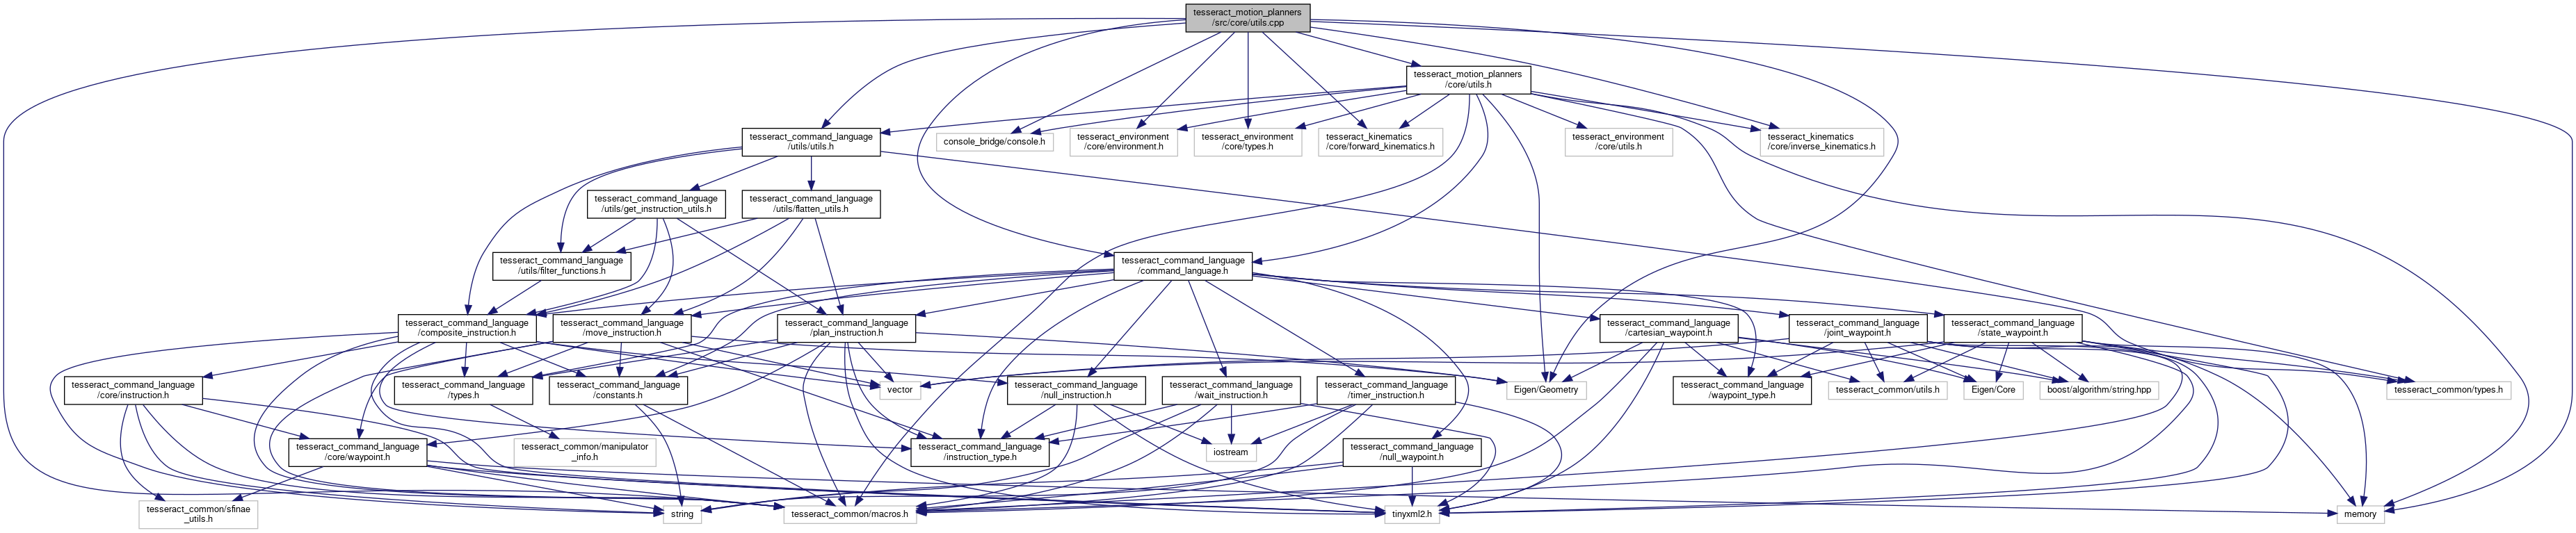 tesseract_motion_planners
/src/core/utils.cpp
tesseract_motion_planners
/core/utils.h
tesseract_command_language
/utils/utils.h
console_bridge/console.h
tesseract_environment
/core/environment.h
tesseract_environment
/core/types.h
tesseract_kinematics
/core/forward_kinematics.h
tesseract_environment
/core/utils.h
tesseract_kinematics
/core/inverse_kinematics.h
tesseract_command_language
/utils/get_instruction_utils.h
tesseract_command_language
/utils/flatten_utils.h
tesseract_command_language
/utils/filter_functions.h
tesseract_command_language
/command_language.h
tesseract_command_language
/composite_instruction.h
tesseract_command_language
/move_instruction.h
tesseract_command_language
/plan_instruction.h
tesseract_command_language
/cartesian_waypoint.h
tesseract_command_language
/joint_waypoint.h
tesseract_command_language
/state_waypoint.h
tesseract_command_language
/core/instruction.h
tesseract_command_language
/types.h
tesseract_command_language
/constants.h
vector
tesseract_command_language
/null_instruction.h
tesseract_command_language
/wait_instruction.h
tesseract_command_language
/timer_instruction.h
Eigen/Geometry
tesseract_command_language
/waypoint_type.h
tesseract_common/utils.h
Eigen/Core
boost/algorithm/string.hpp
tesseract_common/types.h
tesseract_command_language
/core/waypoint.h
tesseract_common/manipulator
_info.h
tesseract_command_language
/instruction_type.h
iostream
tesseract_command_language
/null_waypoint.h
tesseract_common/sfinae
_utils.h
string
tesseract_common/macros.h
tinyxml2.h
memory